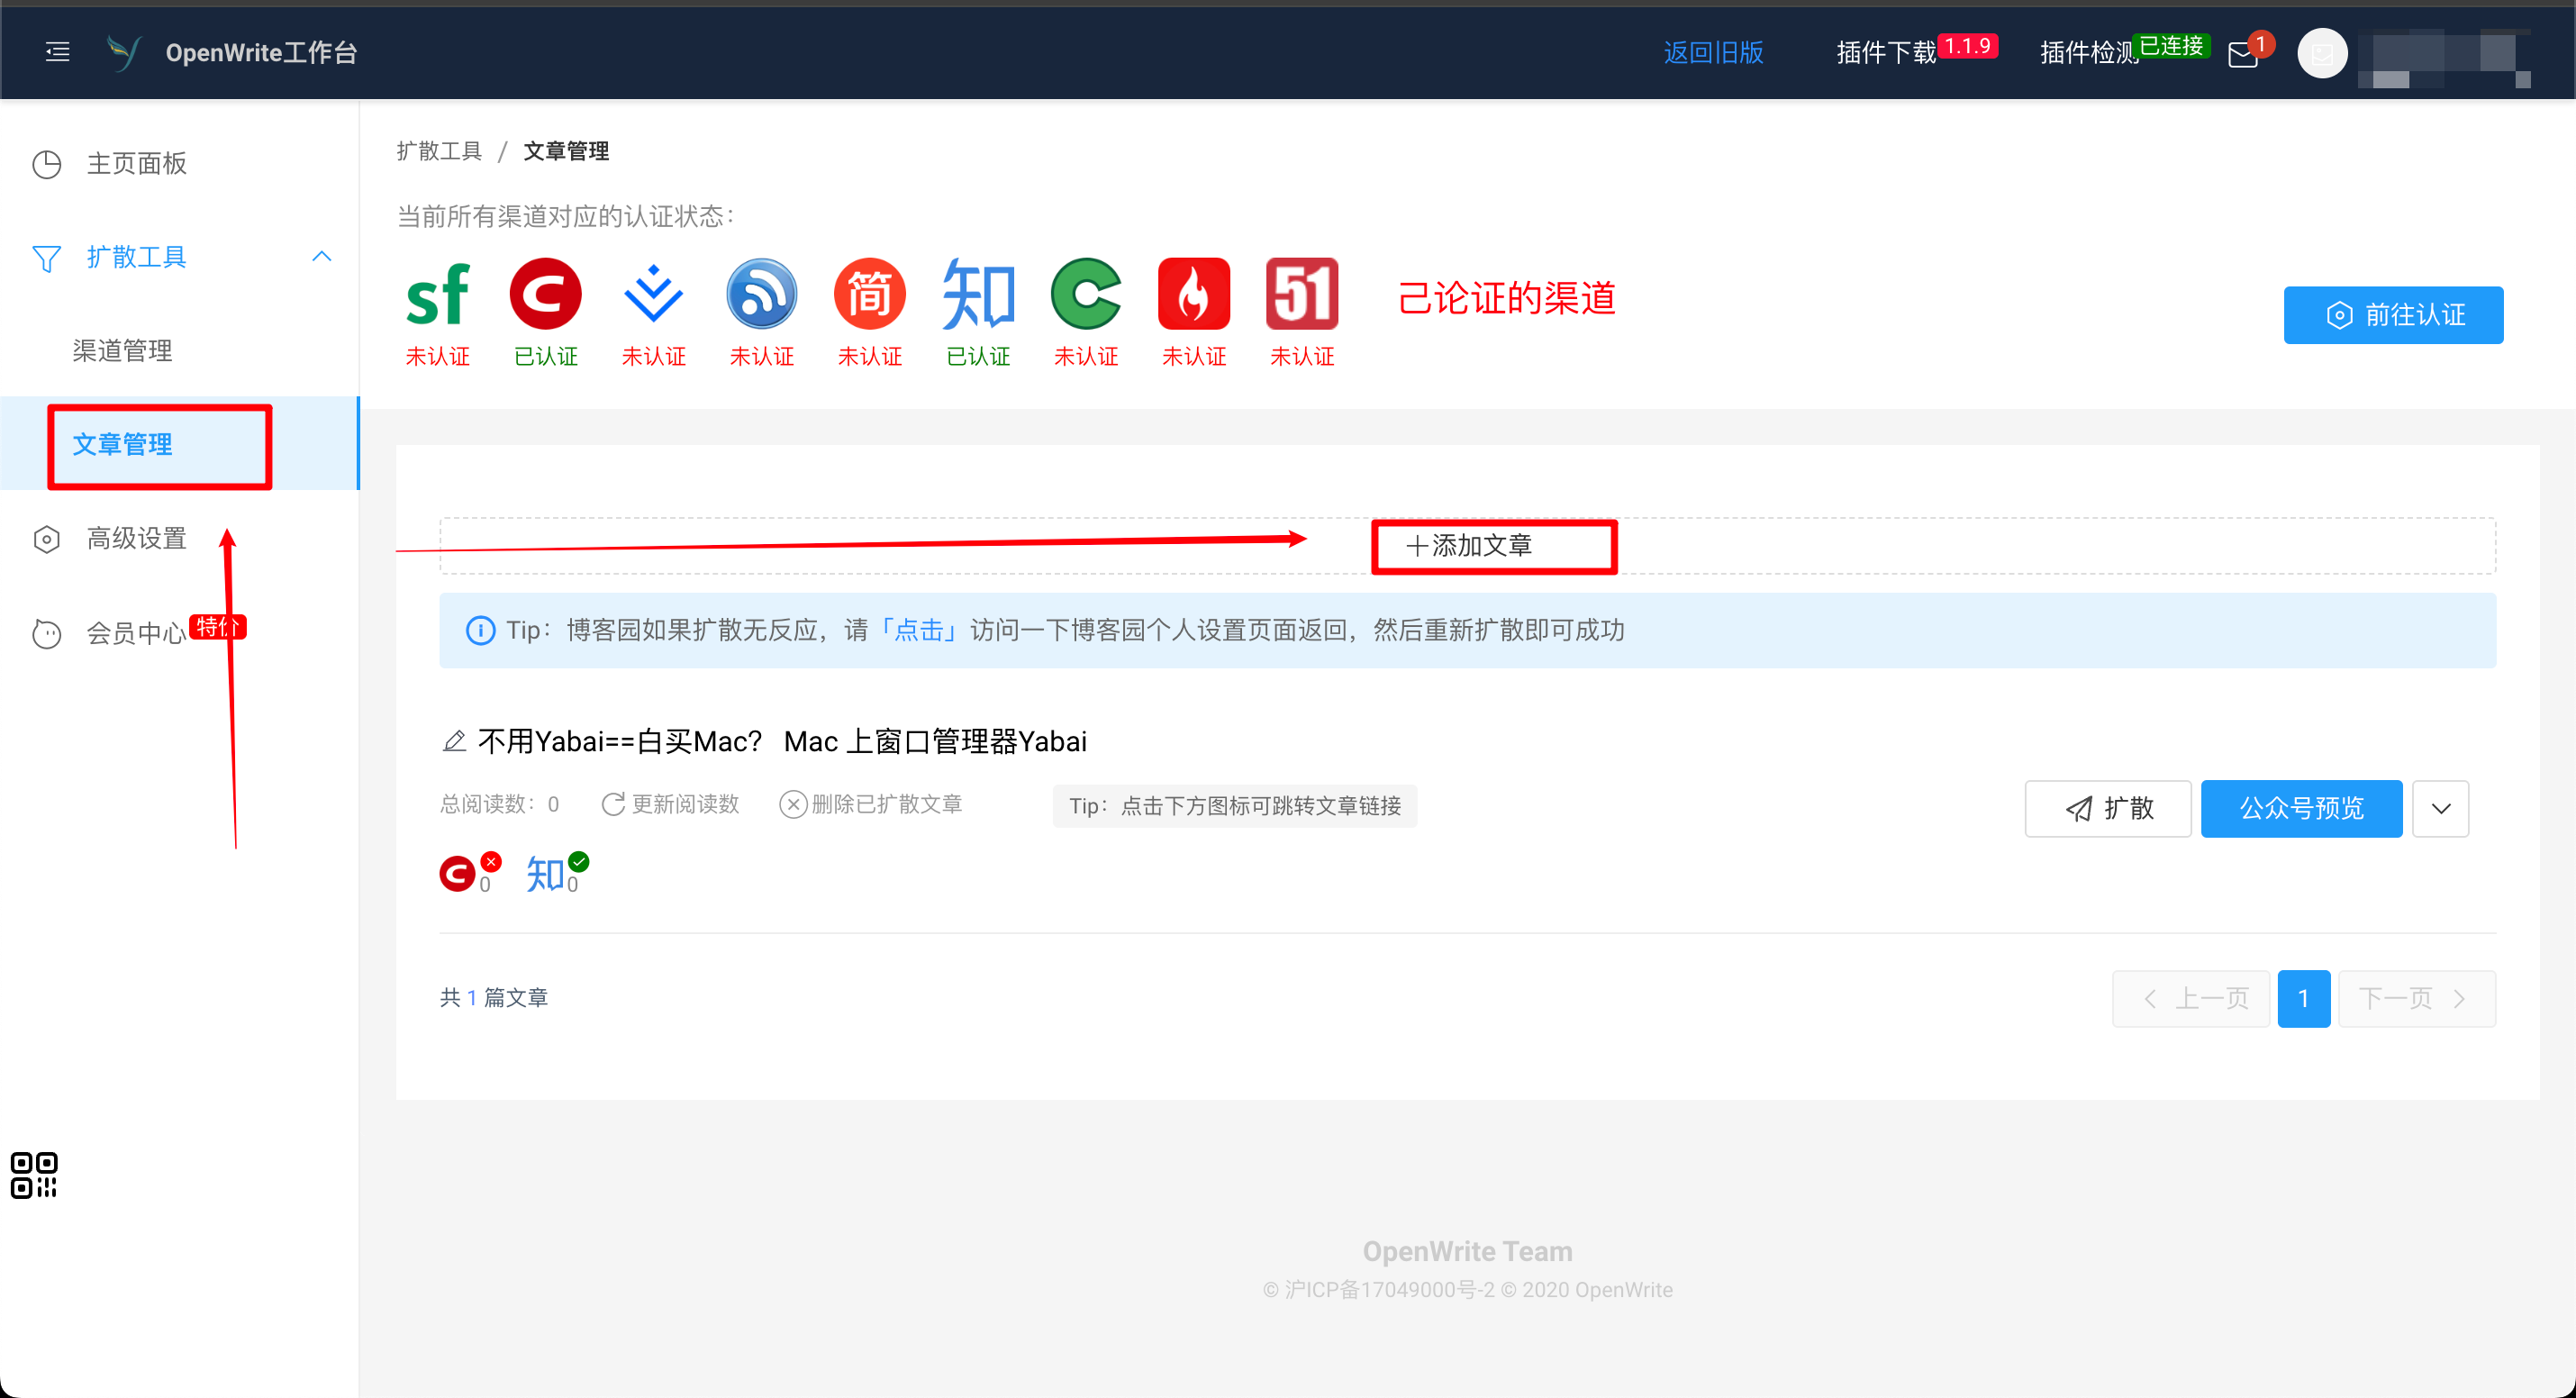 OpenWrite工作台
返回旧版
插件下载 1.1.9
插件检测 已连接
1
主页面板
扩散工具
渠道管理
文章管理
高级设置
会员中心 特价
扩散工具 / 文章管理
当前所有渠道对应的认证状态：
sf
C
简
知
C
51
己论证的渠道
未认证
已认证
未认证
未认证
未认证
已认证
未认证
未认证
未认证
前往认证
+添加文章
Tip：博客园如果扩散无反应，请「点击」访问一下博客园个人设置页面返回，然后重新扩散即可成功
不用Yabai==白买Mac？ Mac 上窗口管理器Yabai
总阅读数：0
更新阅读数
删除已扩散文章
Tip：点击下方图标可跳转文章链接
扩散
公众号预览
C 0
知 0
共 1 篇文章
上一页
1
下一页
OpenWrite Team
© 沪ICP备17049000号-2 © 2020 OpenWrite